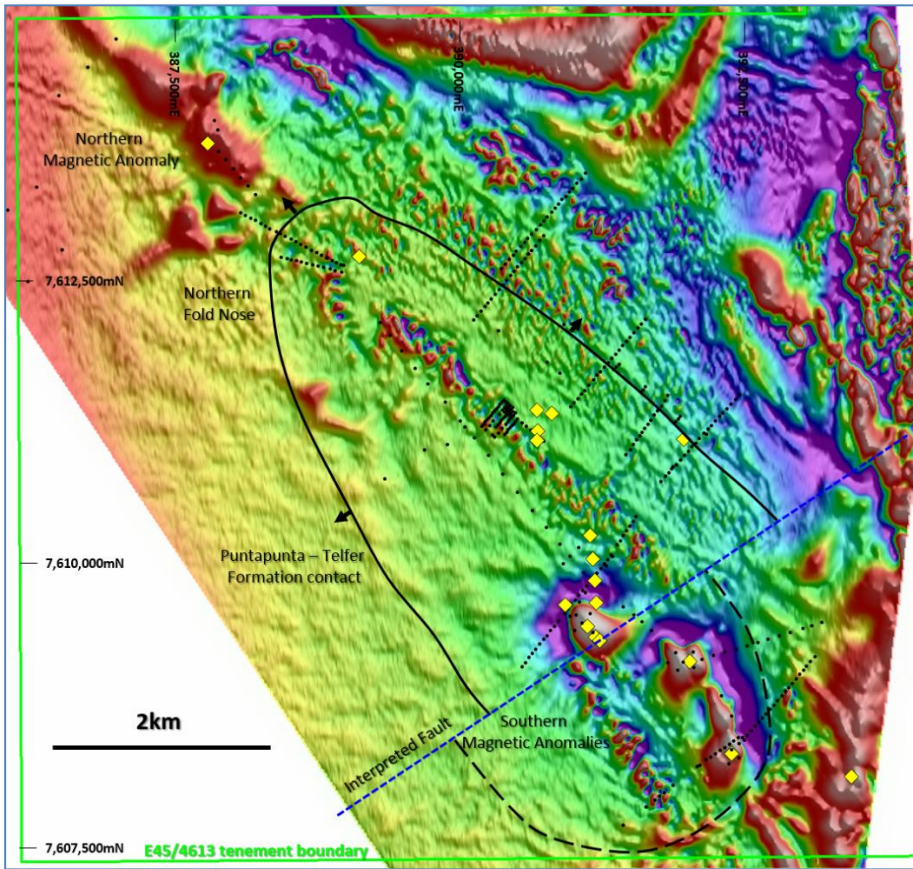 387,500mE
390,000mE
392,500mE
Northern
Magnetic Anomaly
7,612,500mN
Northern
Fold Nose
Puntapunta – Telfer
Formation contact
7,610,000mN
2km
Interpreted Fault
Southern
Magnetic Anomalies
7,607,500mN
E45/4613 tenement boundary